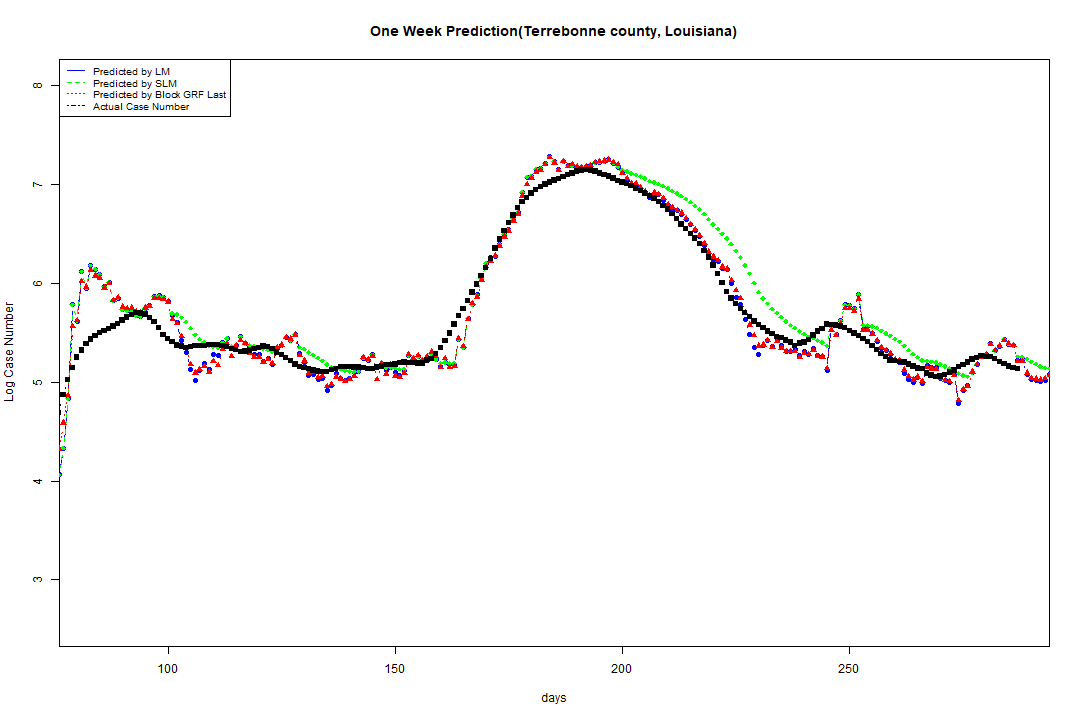 One Week Prediction(Terrebonne county, Louisiana)
Predicted by LM
Predicted by SLM
Predicted by Block GRF Last
Actual Case Number
8
7
6
5
4
3
Log Case Number
100
150
200
250
days